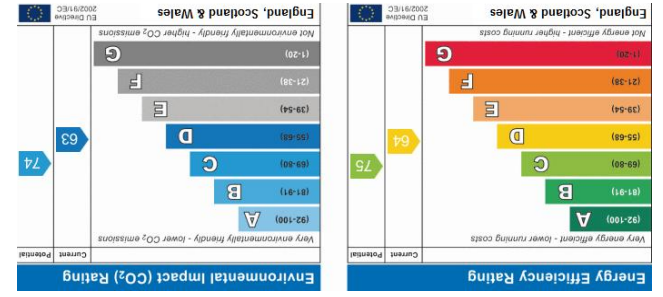 Energy Efficiency Rating
Current Potential
Very energy efficient - lower running costs
(92-100) A
(81-91) B
(69-80) C
75
(55-68) D
64
(39-54) E
(21-38) F
(1-20) G
Not energy efficient - higher running costs
England, Scotland & Wales
EU Directive
2002/91/EC
Environmental Impact (CO₂) Rating
Current Potential
Very environmentally friendly - lower CO₂ emissions
(92-100) A
(81-91) B
(69-80) C
74
(55-68) D
63
(39-54) E
(21-38) F
(1-20) G
Not environmentally friendly - higher CO₂ emissions
England, Scotland & Wales
EU Directive
2002/91/EC